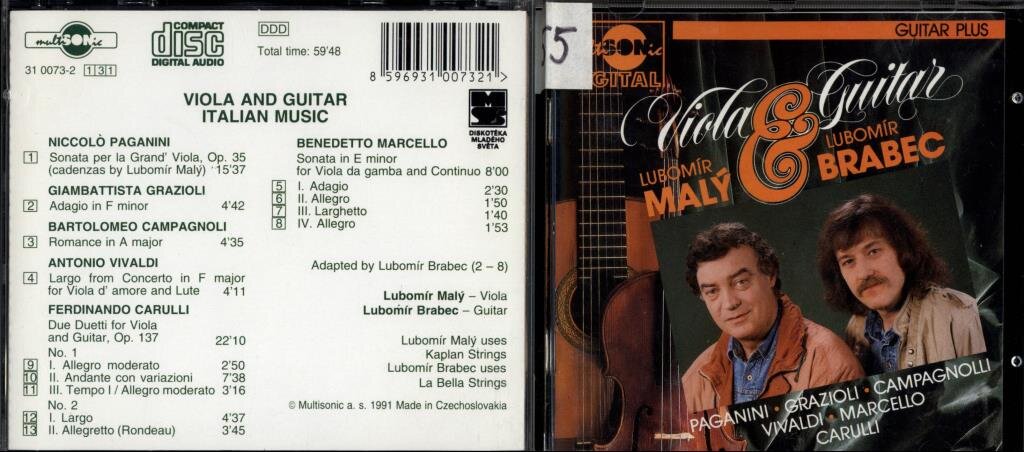 multiSONic
COMPACT
disc
DIGITAL AUDIO
DDD
Total time: 59'48
31 0073-2 131
8 596931 007321 >
VIOLA AND GUITAR
ITALIAN MUSIC
DISKOTÉKA
MLADÉHO
SVĚTA
NICCOLÒ PAGANINI
1 Sonata per la Grand' Viola, Op. 35
(cadenzas by Lubomír Malý) 15'37
GIAMBATTISTA GRAZIOLI
2 Adagio in F minor 4'42
BARTOLOMEO CAMPAGNOLI
3 Romance in A major 4'35
ANTONIO VIVALDI
4 Largo from Concerto in F major
for Viola d' amore and Lute 4'11
FERDINANDO CARULLI
Due Duetti for Viola
and Guitar, Op. 137 22'10
No. 1
9 I. Allegro moderato 2'50
10 II. Andante con variazioni 7'38
11 III. Tempo I / Allegro moderato 3'16
No. 2
12 I. Largo 4'37
13 II. Allegretto (Rondeau) 3'45
BENEDETTO MARCELLO
Sonata in E minor
for Viola da gamba and Continuo 8'00
5 I. Adagio 2'30
6 II. Allegro 1'50
7 III. Larghetto 1'40
8 IV. Allegro 1'53
Adapted by Lubomír Brabec (2 – 8)
Lubomír Malý – Viola
Lubomír Brabec – Guitar
Lubomír Malý uses
Kaplan Strings
Lubomír Brabec uses
La Bella Strings
© Multisonic a. s. 1991 Made in Czechoslovakia
55
ltiSONic
IGITAL
GUITAR PLUS
Viola & Guitar
LUBOMÍR
MALÝ
LUBOMÍR
BRABEC
PAGANINI · GRAZIOLI · CAMPAGNOLLI
VIVALDI · MARCELLO
CARULLI